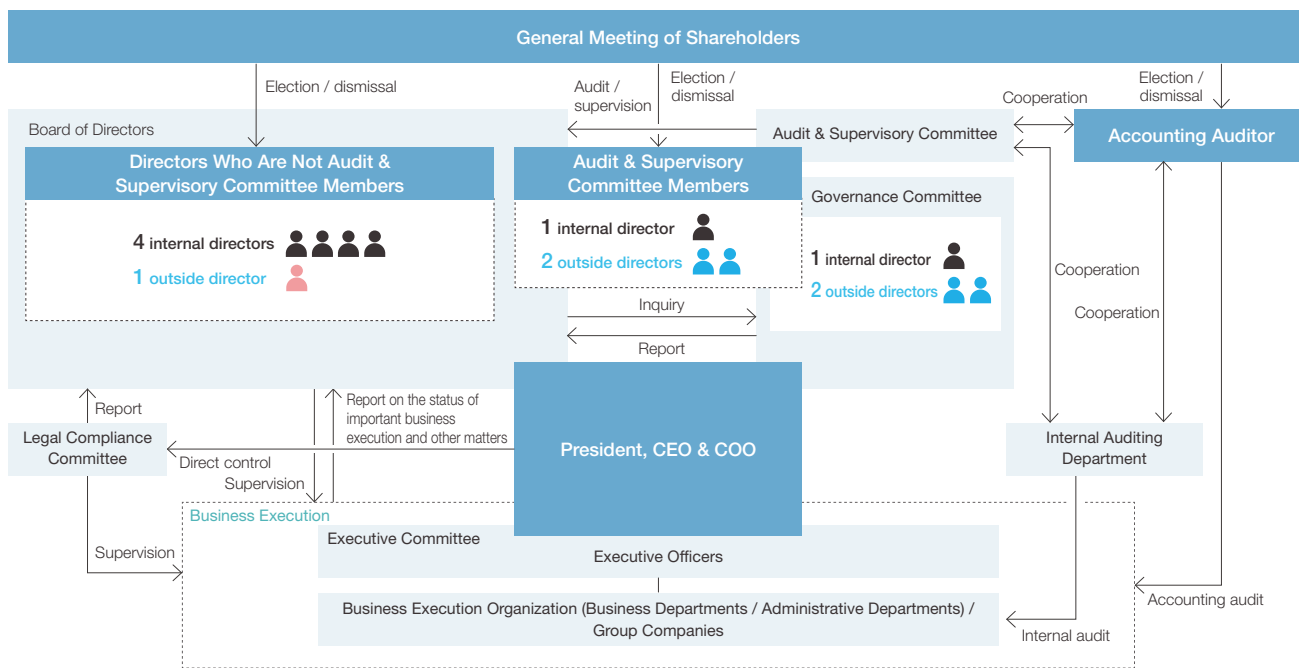 General Meeting of Shareholders
Election / dismissal
Audit /
supervision
Election /
dismissal
Cooperation
Election /
dismissal
Board of Directors
Audit & Supervisory Committee
Accounting Auditor
Directors Who Are Not Audit &
Supervisory Committee Members
Audit & Supervisory
Committee Members
Governance Committee
4 internal directors
1 outside director
1 internal director
2 outside directors
1 internal director
2 outside directors
Cooperation
Cooperation
Inquiry
Report
Report
Report on the status of
important business
execution and other matters
Legal Compliance
Committee
Direct control
Supervision
President, CEO & COO
Internal Auditing
Department
Business Execution
Executive Committee
Executive Officers
Supervision
Business Execution Organization (Business Departments / Administrative Departments) /
Group Companies
Accounting audit
Internal audit